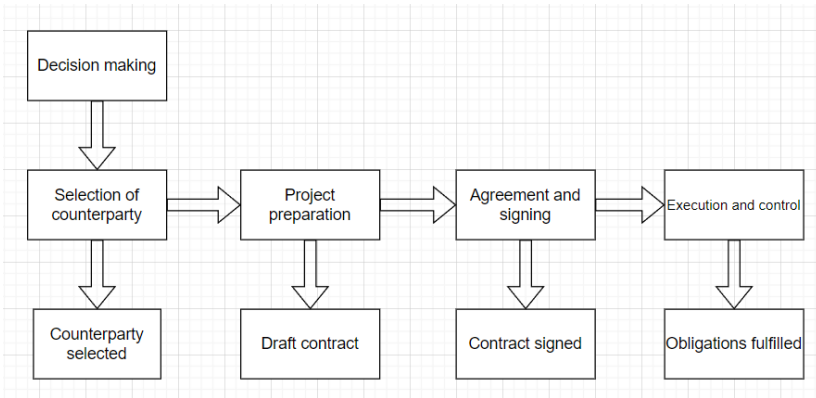 Decision making
Selection of
counterparty
Project
preparation
Agreement and
signing
Execution and control
Counterparty
selected
Draft contract
Contract signed
Obligations fulfilled